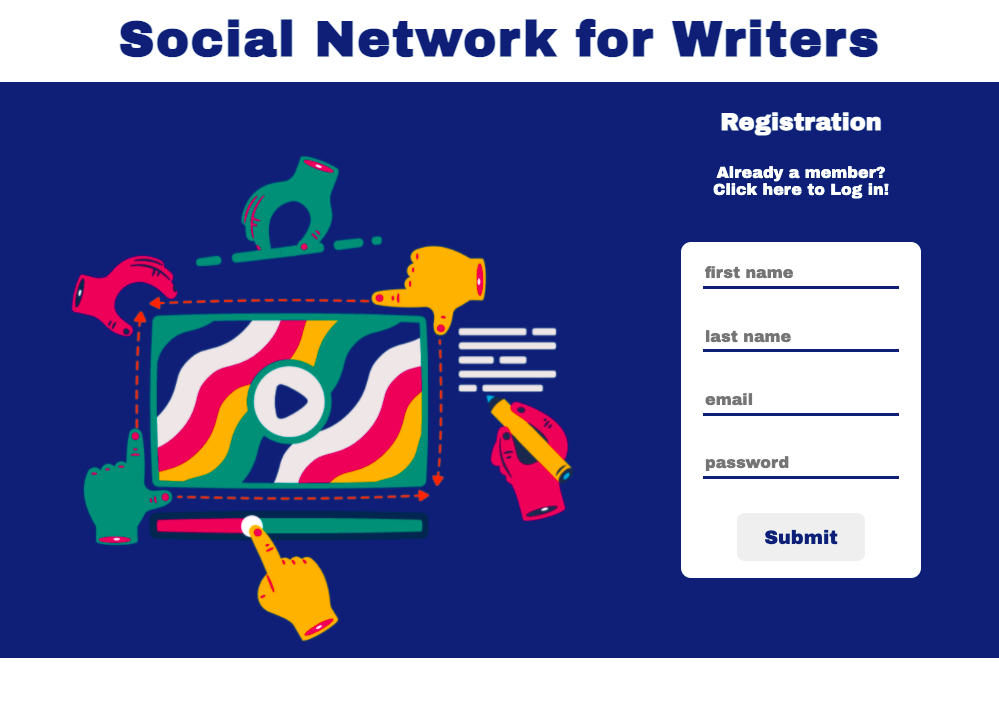 Social Network for Writers
Registration
Already a member?
Click here to Log in!
first name
last name
email
password
Submit